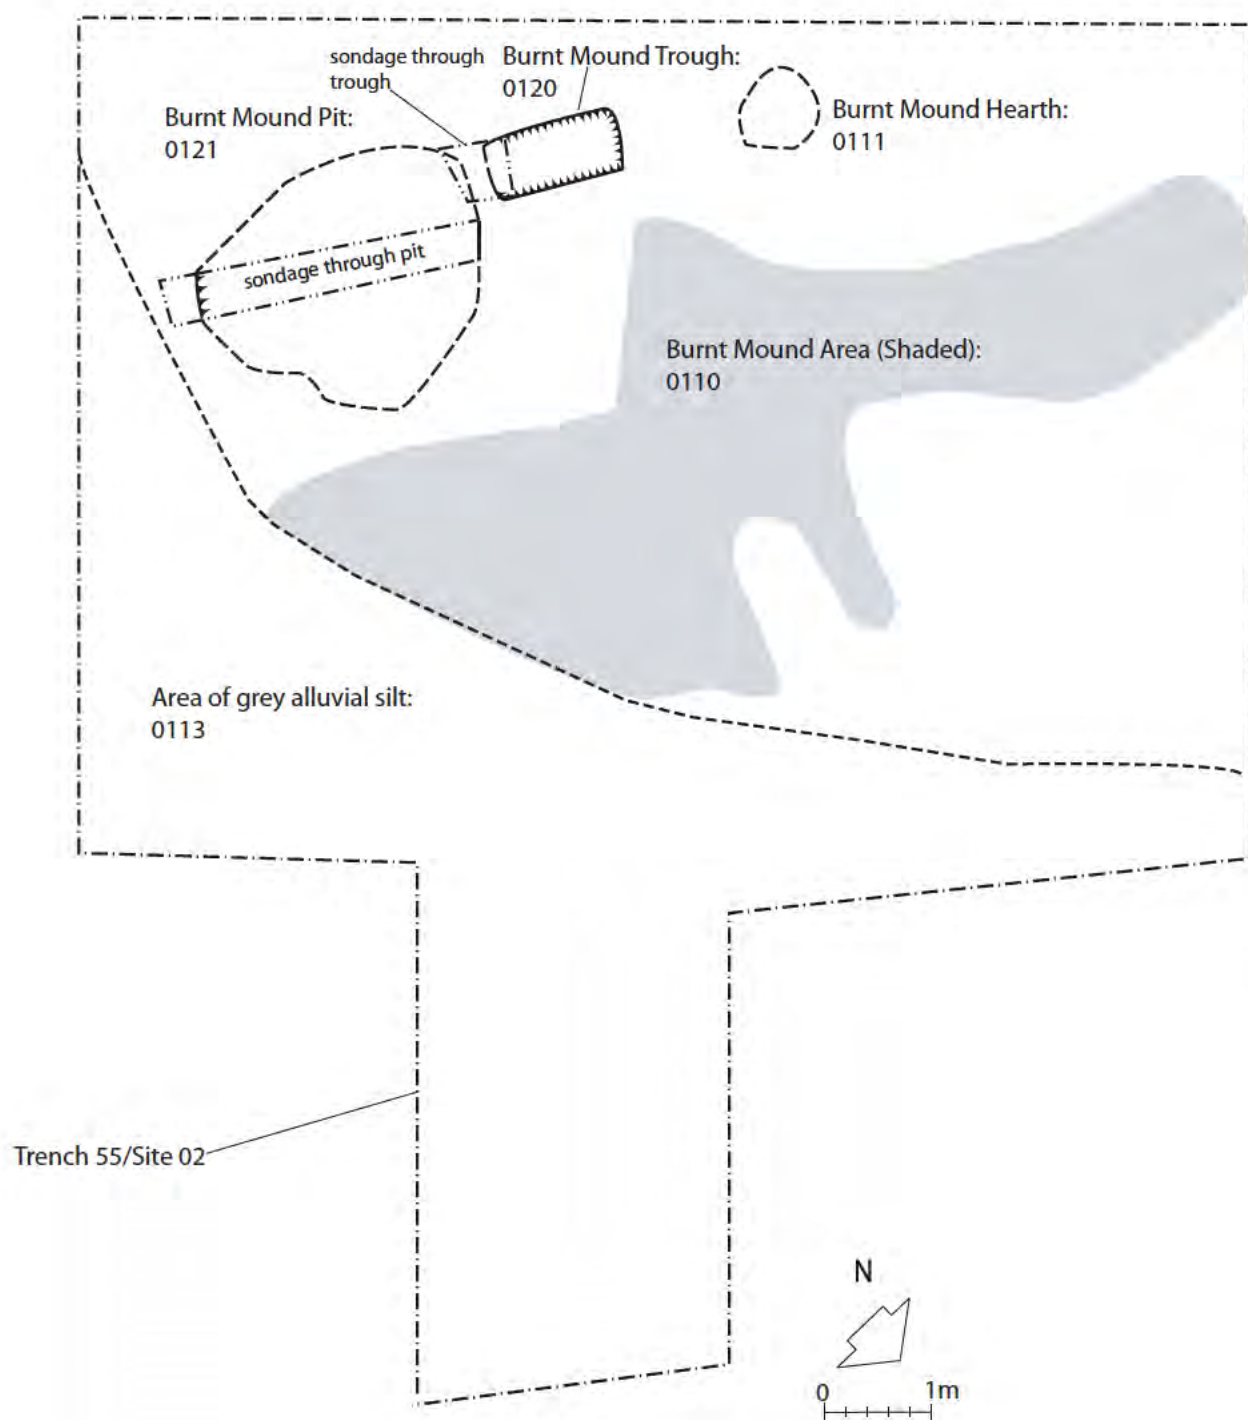 sondage through
trough
Burnt Mound Trough:
0120
Burnt Mound Pit:
0121
Burnt Mound Hearth:
0111
sondage through pit
Burnt Mound Area (Shaded):
0110
Area of grey alluvial silt:
0113
Trench 55/Site 02
N
0 1m